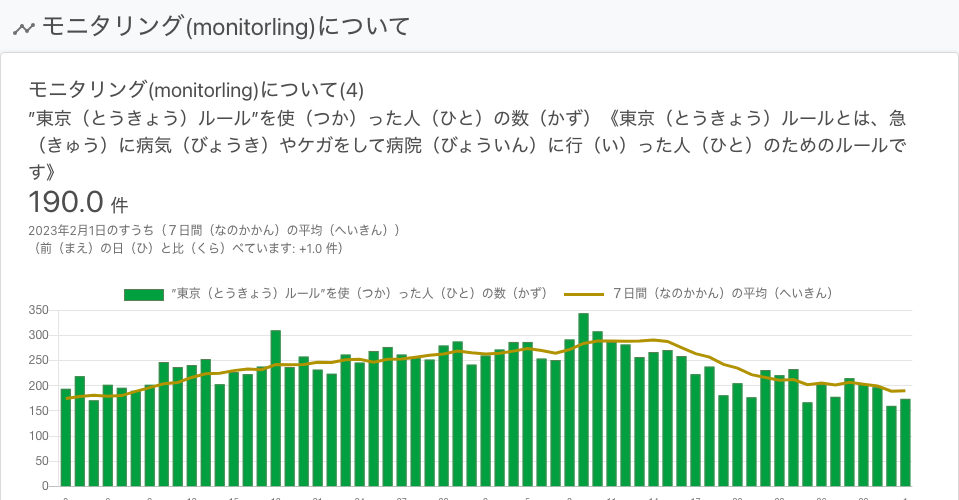 モニタリング(monitorling)について
モニタリング(monitorling)について(4)
”東京（とうきょう）ルール”を使（つか）った人（ひと）の数（かず）《東京（とうきょう）ルールとは、急
（きゅう）に病気（びょうき）やケガをして病院（びょういん）に行（い）った人（ひと）のためのルールで
す》
190.0 件
2023年2月1日のすうち（７日間（なのかかん）の平均（へいきん））
（前（まえ）の日（ひ）と比（くら）べています: +1.0 件）
”東京（とうきょう）ルール”を使（つか）った人（ひと）の数（かず） ７日間（なのかかん）の平均（へいきん）
350
300
250
200
150
100
50
0